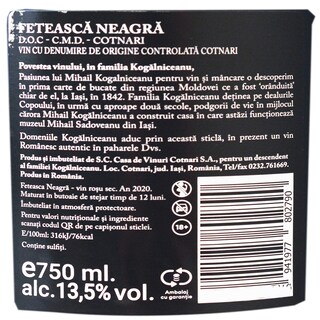 FETEASCĂ NEAGRĂ
D.O.C - C.M.D. - COTNARI
VIN CU DENUMIRE DE ORIGINE CONTROLATĂ COTNARI
Povestea vinului, în familia Kogălniceanu,
Pasiunea lui Mihail Kogalniceanu pentru vin și mâncare o descoperim
în prima carte de bucate din regiunea Moldovei ce a fost 'orânduită'
chiar de el, la Iași, în 1842. Familia Kogălniceanu deținea pe dealurile
Copoului, în urmă cu aproape două secole, podgorii de vie în mijlocul
cărora Mihail Kogălniceanu a construit casa în care astăzi funcționează
muzeul Mihail Sadoveanu din Iași.
Domeniile Kogălniceanu aduc prin această sticlă, în prezent un vin
Românesc autentic în paharele Dvs.
Produs și imbuteliat de S.C. Casa de Vinuri Cotnari S.A., pentru un descendent
al familiei Kogălniceanu. Loc. Cotnari, jud. Iași, România, Tel/fax 0232.761669.
Produs în România.
Feteasca Neagră - vin roșu sec. An 2020.
Maturat în butoaie de stejar timp de 12 luni.
Îmbuteliat în atmosferă protectoare.
Pentru valori nutriționale și ingrediente
scanați codul QR de pe capișonul sticlei.
E/100ml: 316kJ/76kcal
Conține sulfiți.
18+
e750 ml.
alc.13,5% vol.
Ambalaj
cu garanție
3 941977 802790